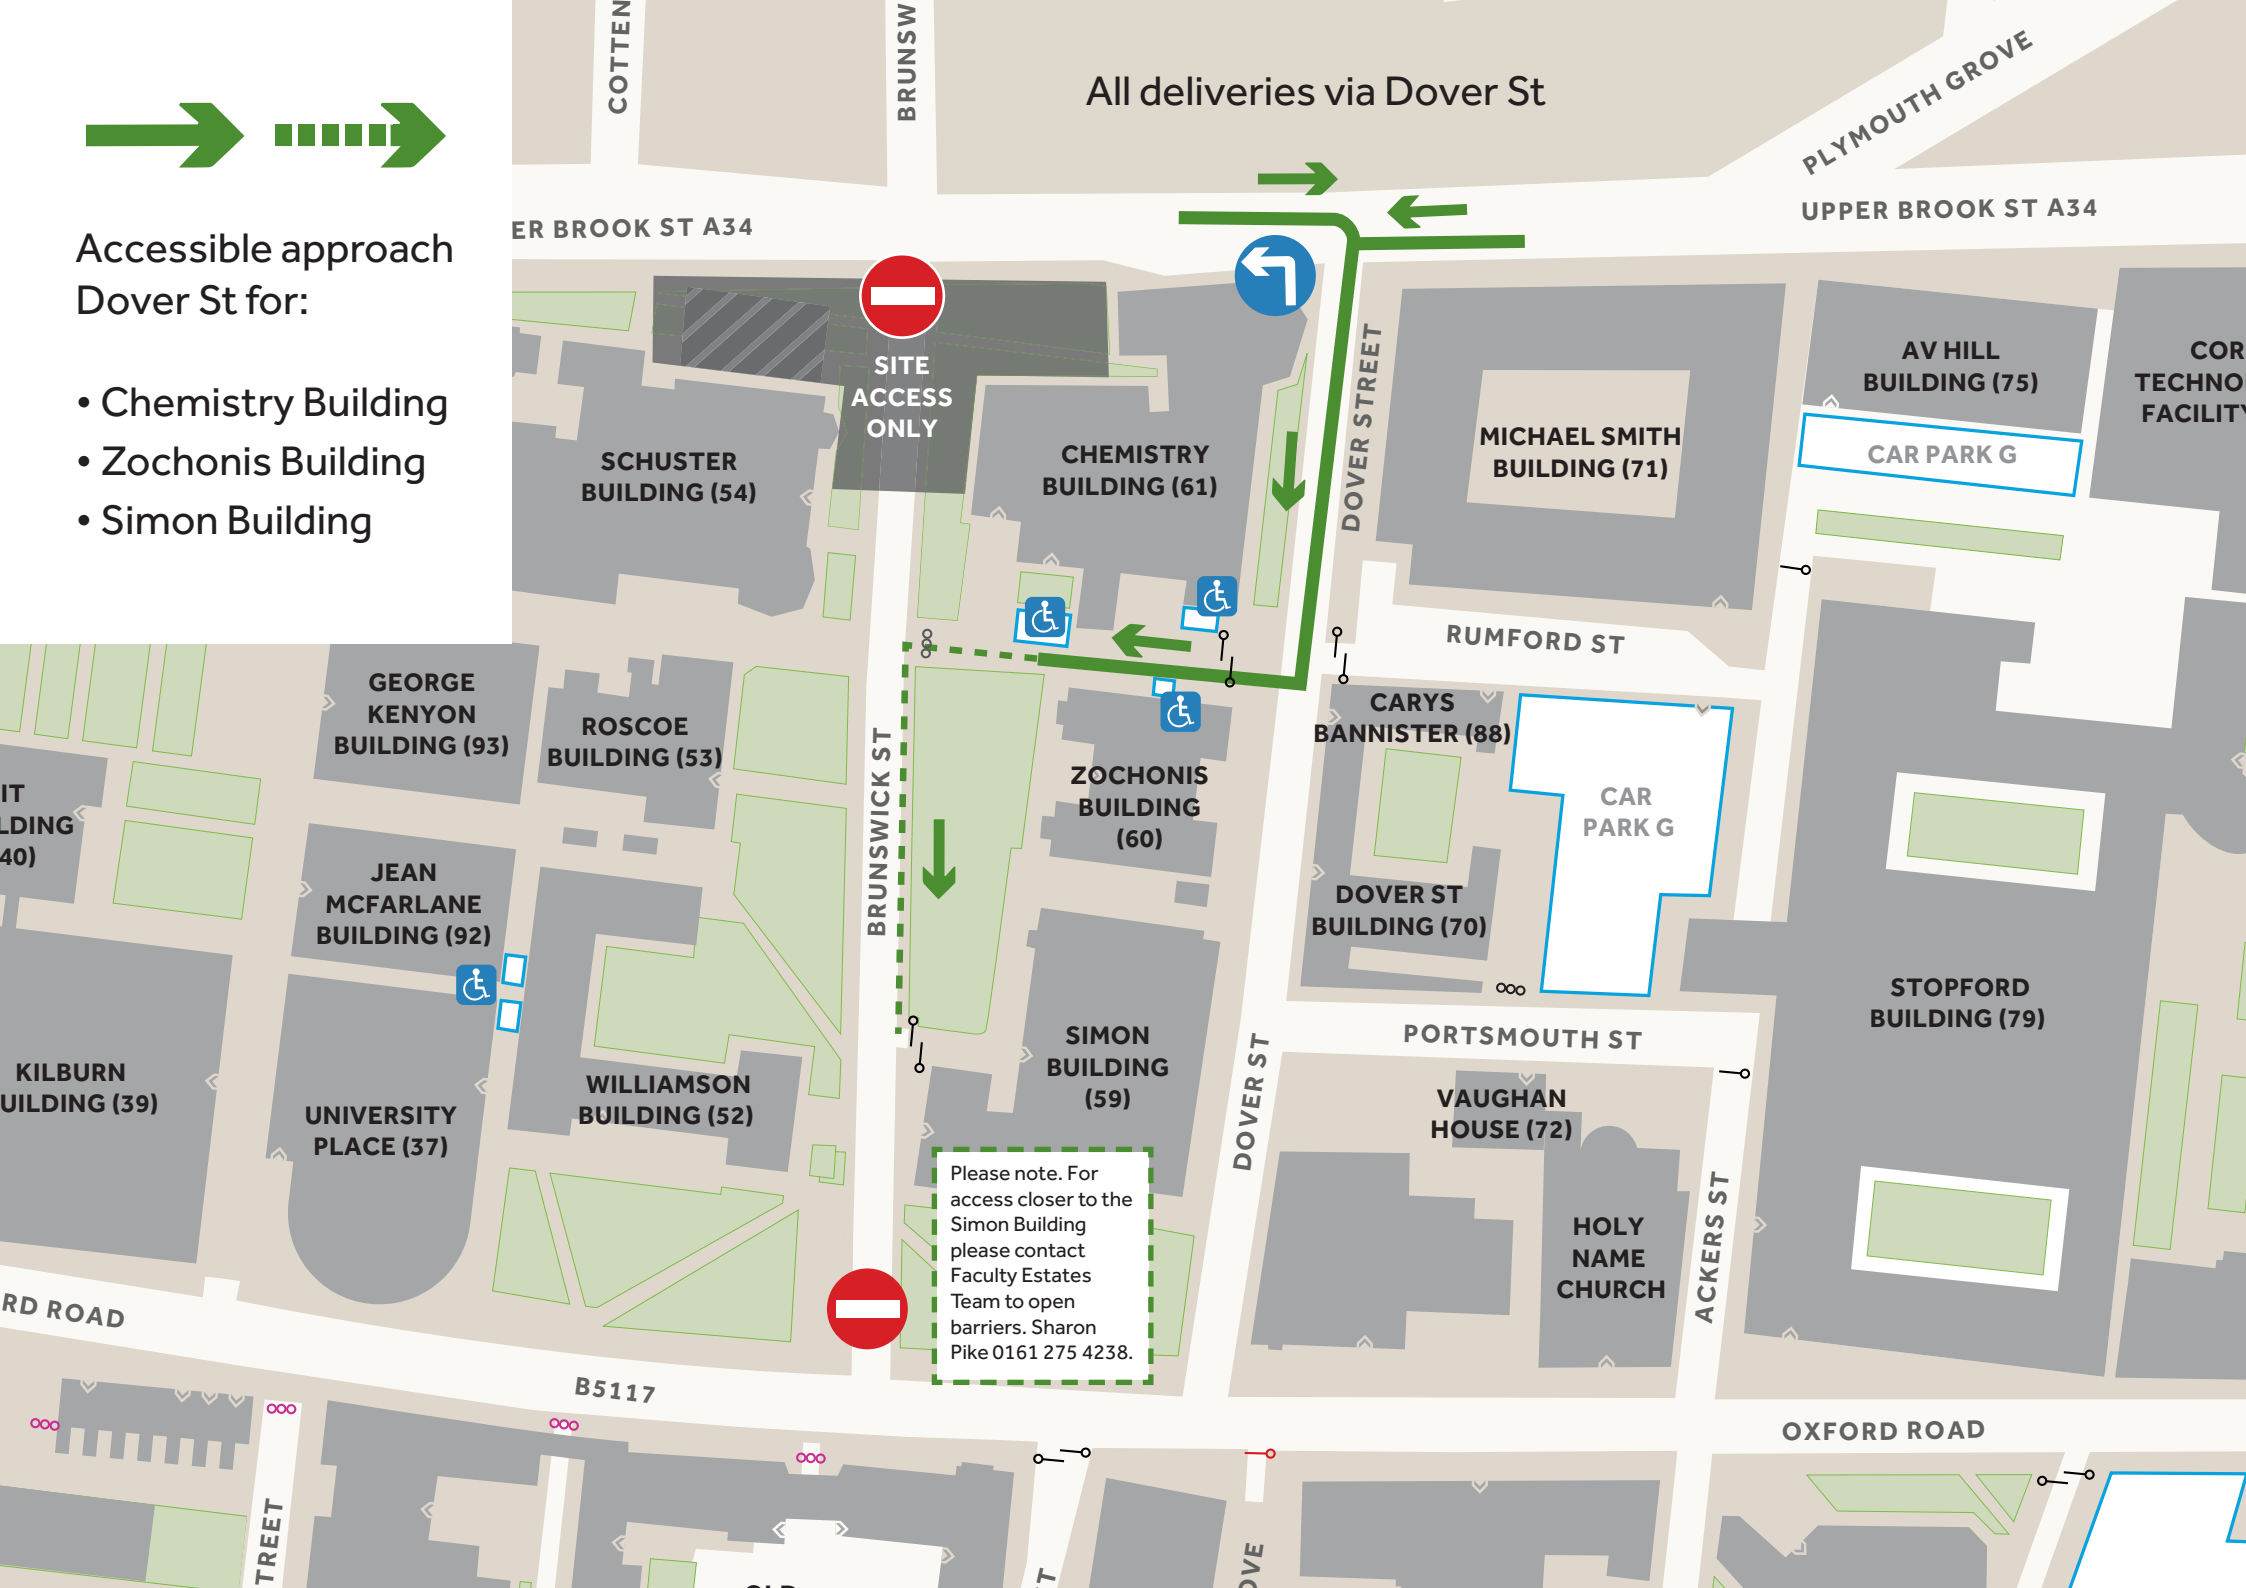 COTTEN
BRUNSW
All deliveries via Dover St
PLYMOUTH GROVE
Accessible approach
Dover St for:
• Chemistry Building
• Zochonis Building
• Simon Building
ER BROOK ST A34
UPPER BROOK ST A34
SITE
ACCESS
ONLY
DOVER STREET
AV HILL
BUILDING (75)
COR
TECHNO
FACILITY
CAR PARK G
MICHAEL SMITH
BUILDING (71)
SCHUSTER
BUILDING (54)
CHEMISTRY
BUILDING (61)
RUMFORD ST
GEORGE
KENYON
BUILDING (93)
ROSCOE
BUILDING (53)
BRUNSWICK ST
ZOCHONIS
BUILDING
(60)
CARYS
BANNISTER (88)
CAR
PARK G
IT
LDING
40)
JEAN
MCFARLANE
BUILDING (92)
DOVER ST
BUILDING (70)
STOPFORD
BUILDING (79)
SIMON
BUILDING
(59)
DOVER ST
PORTSMOUTH ST
KILBURN
UILDING (39)
UNIVERSITY
PLACE (37)
WILLIAMSON
BUILDING (52)
VAUGHAN
HOUSE (72)
Please note. For
access closer to the
Simon Building
please contact
Faculty Estates
Team to open
barriers. Sharon
Pike 0161 275 4238.
HOLY
NAME
CHURCH
ACKERS ST
RD ROAD
B5117
OXFORD ROAD
TREET
OVE
T